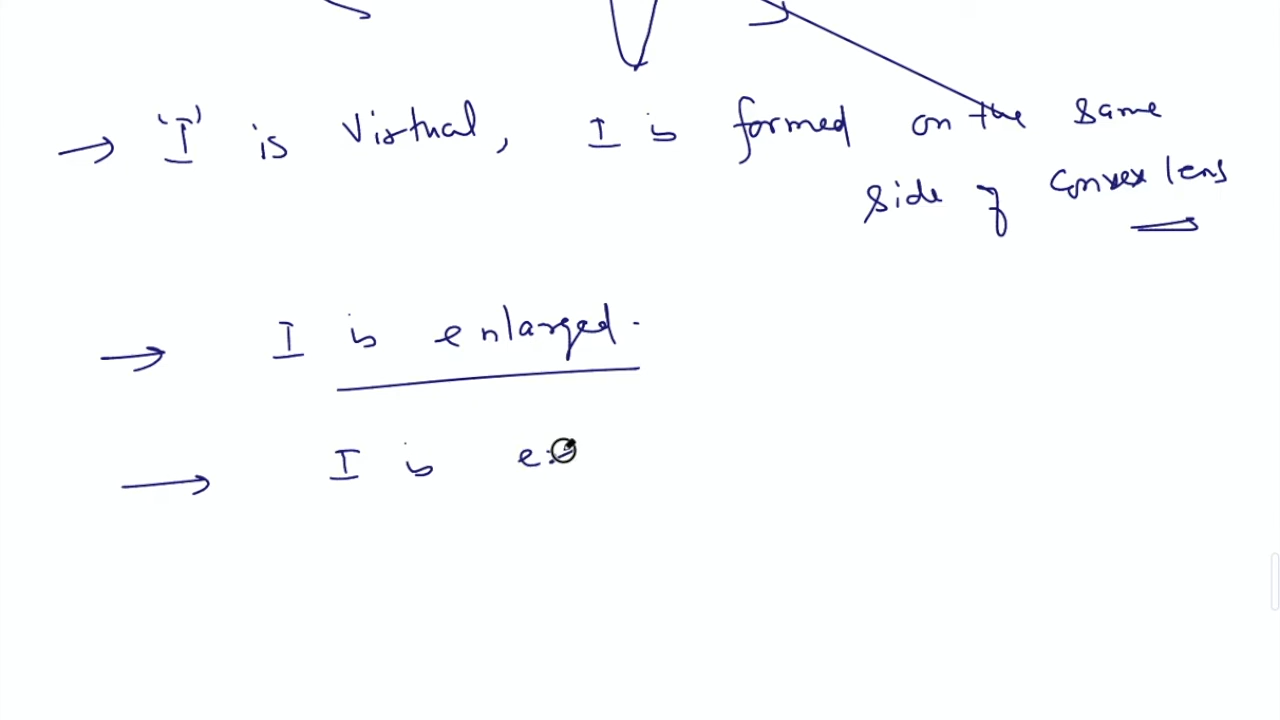 → 'I' is Virtual, I is formed on the same
side of convex lens
→ I is enlarged.
→ I is